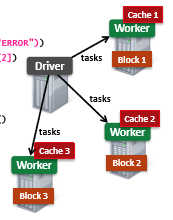 Cache 1
Worker
"ERROR"))
[2])
Driver
tasks
Block 1
tasks
Cache 2
()
Worker
tasks
Cache 3
Worker
Block 2
Block 3